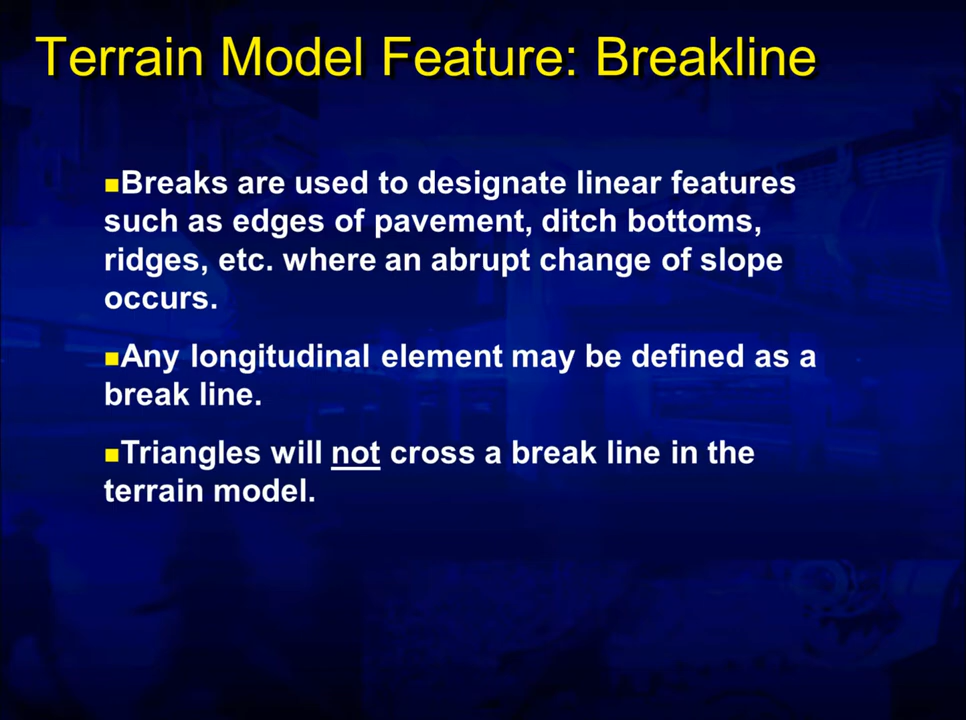 Terrain Model Feature: Breakline
■Breaks are used to designate linear features
such as edges of pavement, ditch bottoms,
ridges, etc. where an abrupt change of slope
occurs.
■Any longitudinal element may be defined as a
break line.
■Triangles will not cross a break line in the
terrain model.